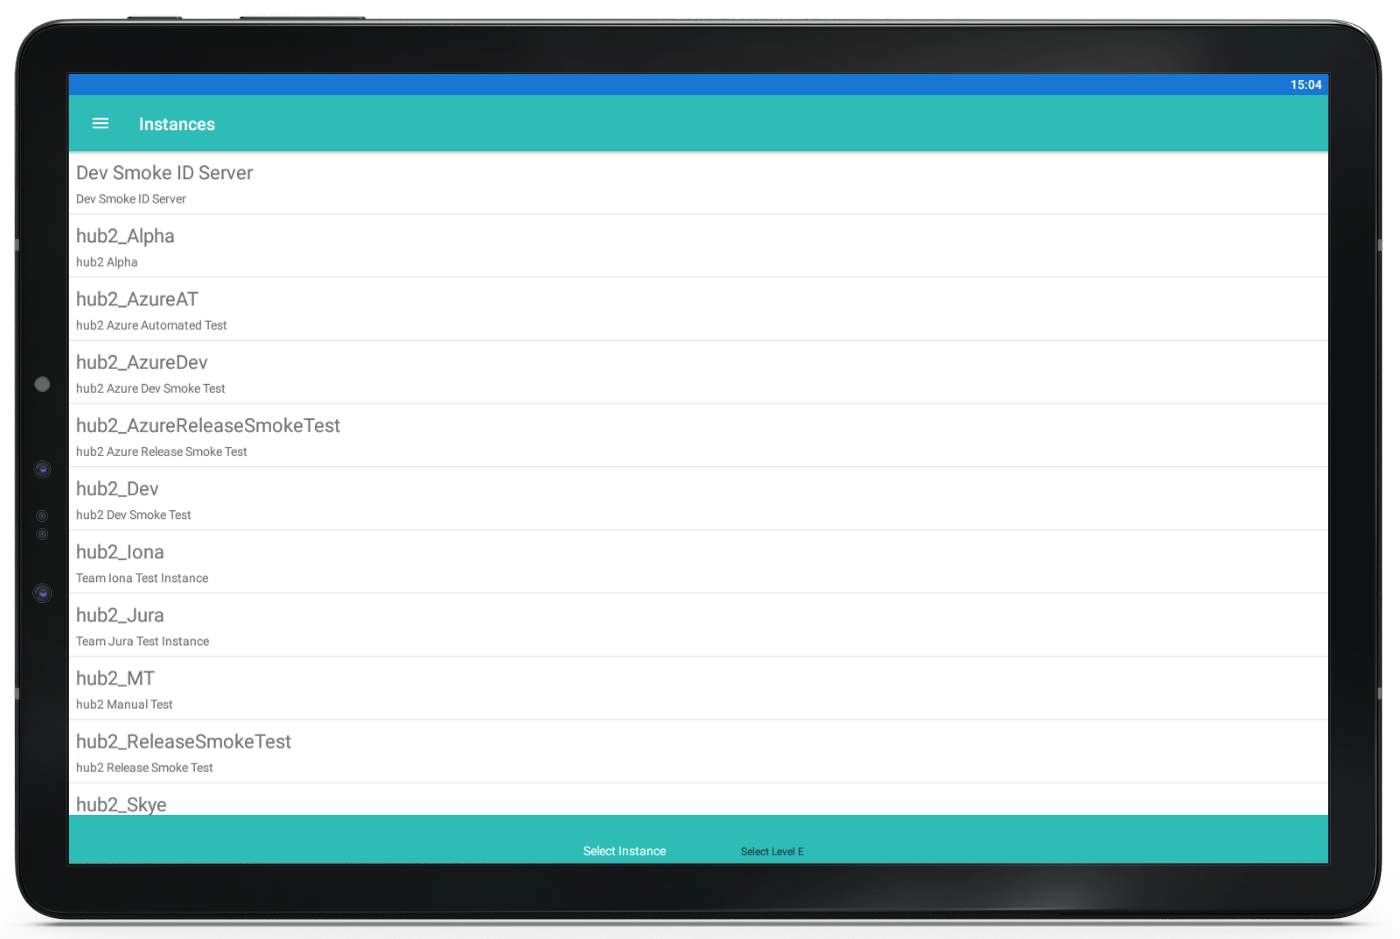 15:04
Instances
Dev Smoke ID Server
Dev Smoke ID Server
hub2_Alpha
hub2 Alpha
hub2_AzureAT
hub2 Azure Automated Test
hub2_AzureDev
hub2 Azure Dev Smoke Test
hub2_AzureReleaseSmokeTest
hub2 Azure Release Smoke Test
hub2_Dev
hub2 Dev Smoke Test
hub2_Iona
Team Iona Test Instance
hub2_Jura
Team Jura Test Instance
hub2_MT
hub2 Manual Test
hub2_ReleaseSmokeTest
hub2 Release Smoke Test
hub2_Skye
Select Instance Select Level E